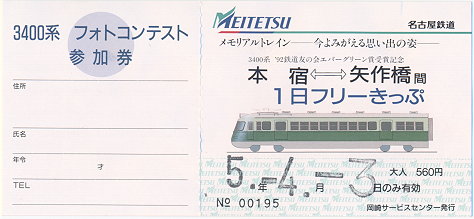 3400系 フォトコンテスト
参加券
住所
氏名
年令 才
TEL
MEITETSU 名古屋鉄道
メモリアルトレイン——今よみがえる思い出の姿——
3400系 '92鉄道友の会エバーグリーン賞受賞記念
本宿⇔矢作橋間
1日フリーきっぷ
大人 560円
5.年-4.月-3日のみ有効
№ 00195
岡崎サービスセンター発行